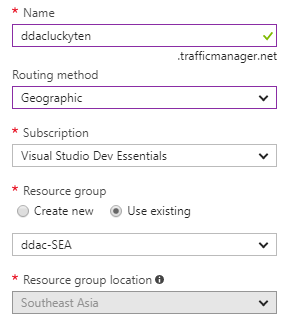 * Name
ddacluckyten
.trafficmanager.net
Routing method
Geographic
* Subscription
Visual Studio Dev Essentials
* Resource group
Create new Use existing
ddac-SEA
* Resource group location
Southeast Asia